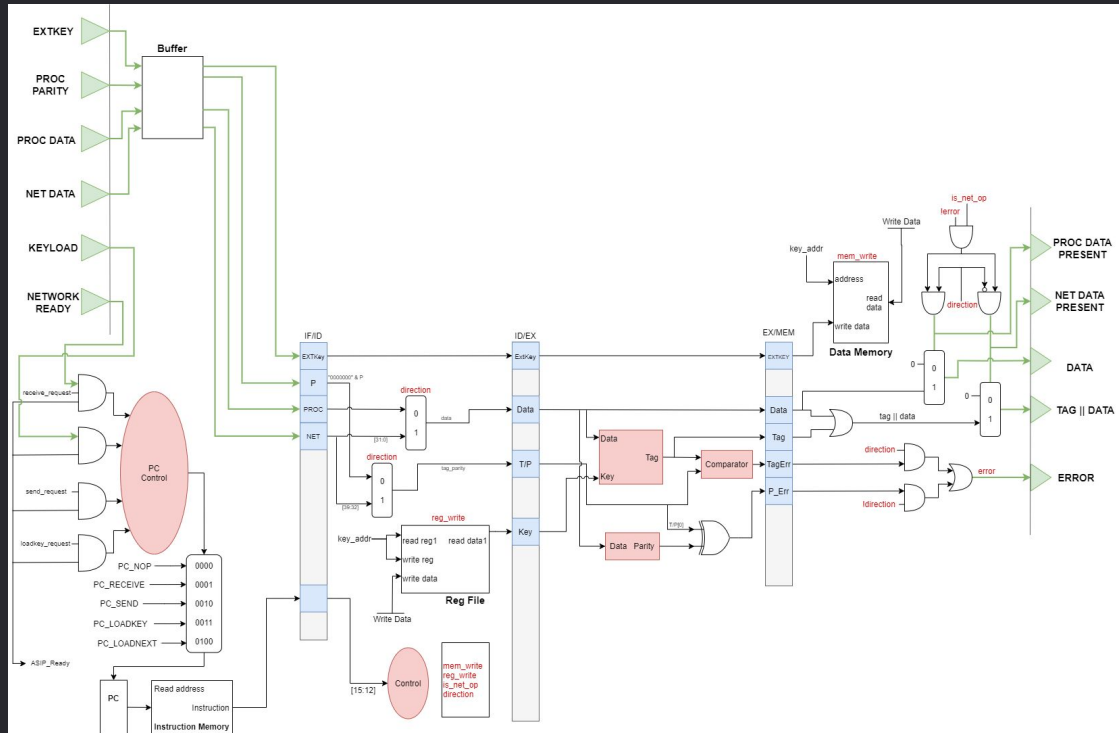 EXTKEY
PROC
PARITY
PROC DATA
NET DATA
KEYLOAD
NETWORK
READY
Buffer
receive_request
send_request
loadkey_request
PC
Control
PC_NOP
PC_RECEIVE
PC_SEND
PC_LOADKEY
PC_LOADNEXT
0000
0001
0010
0011
0100
ASIP_Ready
PC
Read address
Instruction
Instruction Memory
IF/ID
EXTKey
P
PROC
NET
"0000000" & P
[31:0]
[39:32]
direction
0
1
data
direction
0
1
tag_parity
reg_write
key_addr
read reg1
read data1
write reg
write data
Reg File
Write Data
[15:12]
Control
mem_write
reg_write
is_net_op
direction
ID/EX
ExtKey
Data
T/P
Key
Data
Tag
Key
Comparator
T/P[0]
Data Parity
EX/MEM
EXTKEY
Data
Tag
TagErr
P_Err
key_addr
mem_write
address
read
data
write data
Data Memory
Write Data
is_net_op
!error
direction
0
0
1
0
0
1
tag || data
direction
!direction
error
PROC DATA
PRESENT
NET DATA
PRESENT
DATA
TAG || DATA
ERROR